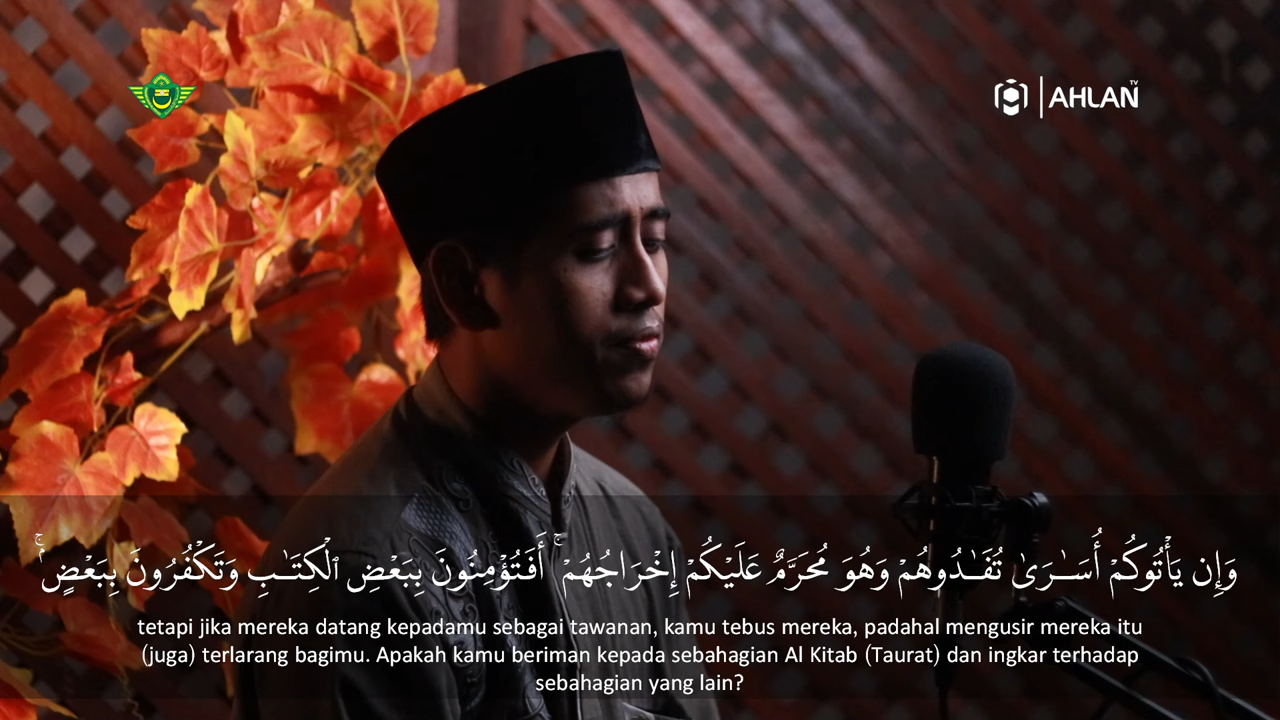 AHLAN TV
وَإِن يَأْتُوكُمْ أُسَـٰرَىٰ تُفَـٰدُوهُمْ وَهُوَ مُحَرَّمٌ عَلَيْكُمْ إِخْرَاجُهُمْ ۚ أَفَتُؤْمِنُونَ بِبَعْضِ ٱلْكِتَـٰبِ وَتَكْفُرُونَ بِبَعْضٍ ۚ
tetapi jika mereka datang kepadamu sebagai tawanan, kamu tebus mereka, padahal mengusir mereka itu
(juga) terlarang bagimu. Apakah kamu beriman kepada sebahagian Al Kitab (Taurat) dan ingkar terhadap
sebahagian yang lain?